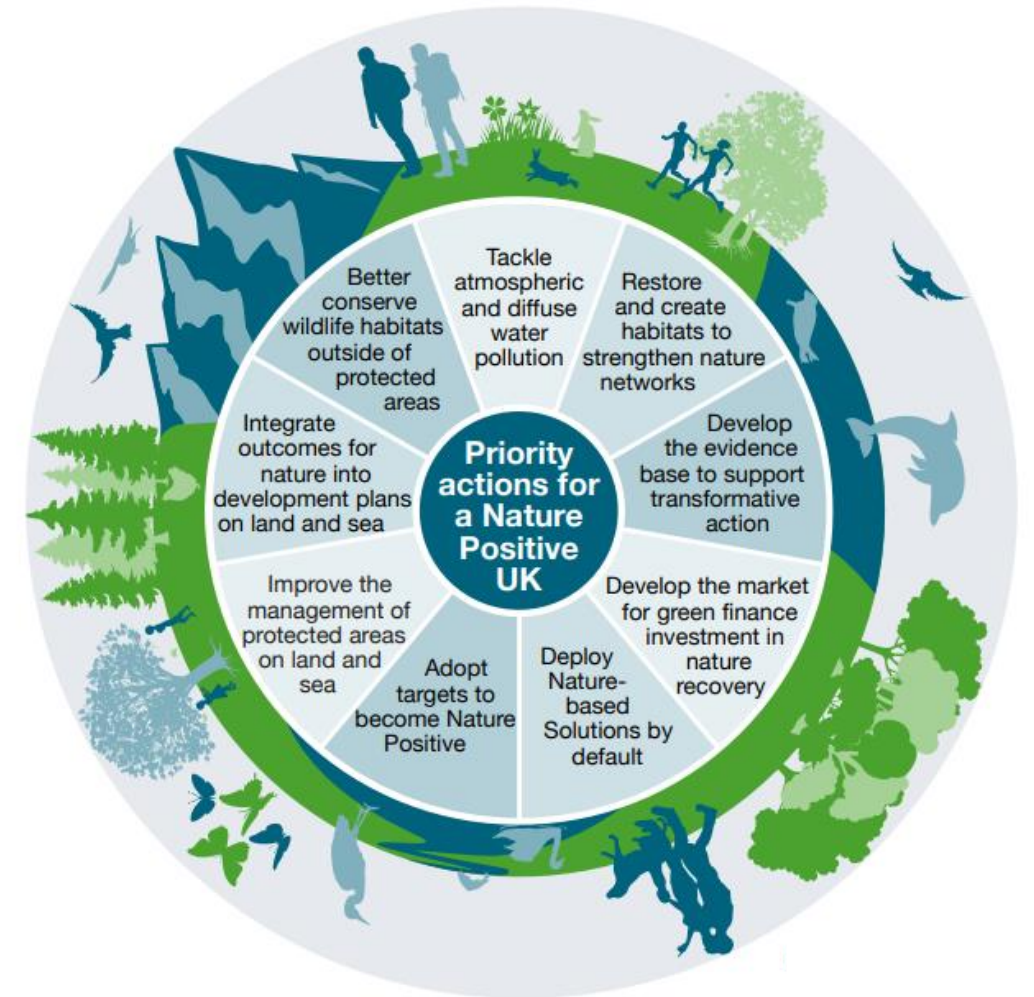 Priority
actions for
a Nature
Positive
UK
Tackle
atmospheric
and diffuse
water
pollution
Restore
and create
habitats to
strengthen nature
networks
Develop
the evidence
base to support
transformative
action
Develop the market
for green finance
investment in
nature
recovery
Deploy
Nature-
based
Solutions by
default
Adopt
targets to
become Nature
Positive
Improve the
management of
protected areas
on land and
sea
Integrate
outcomes for
nature into
development plans
on land and sea
Better
conserve
wildlife habitats
outside of
protected
areas